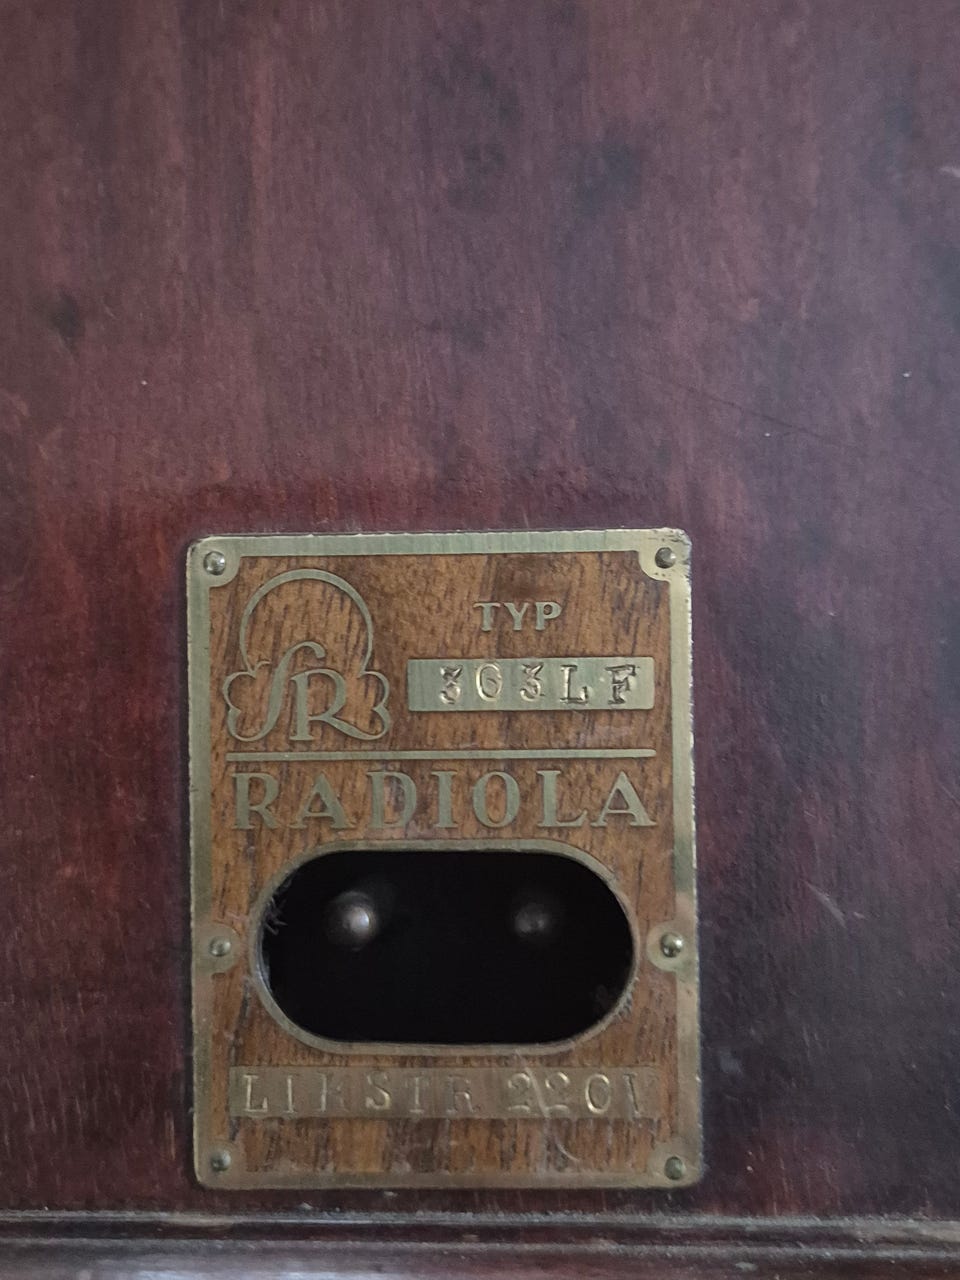 TYP
SR
303LF
RADIOLA
LIKSTR 220V